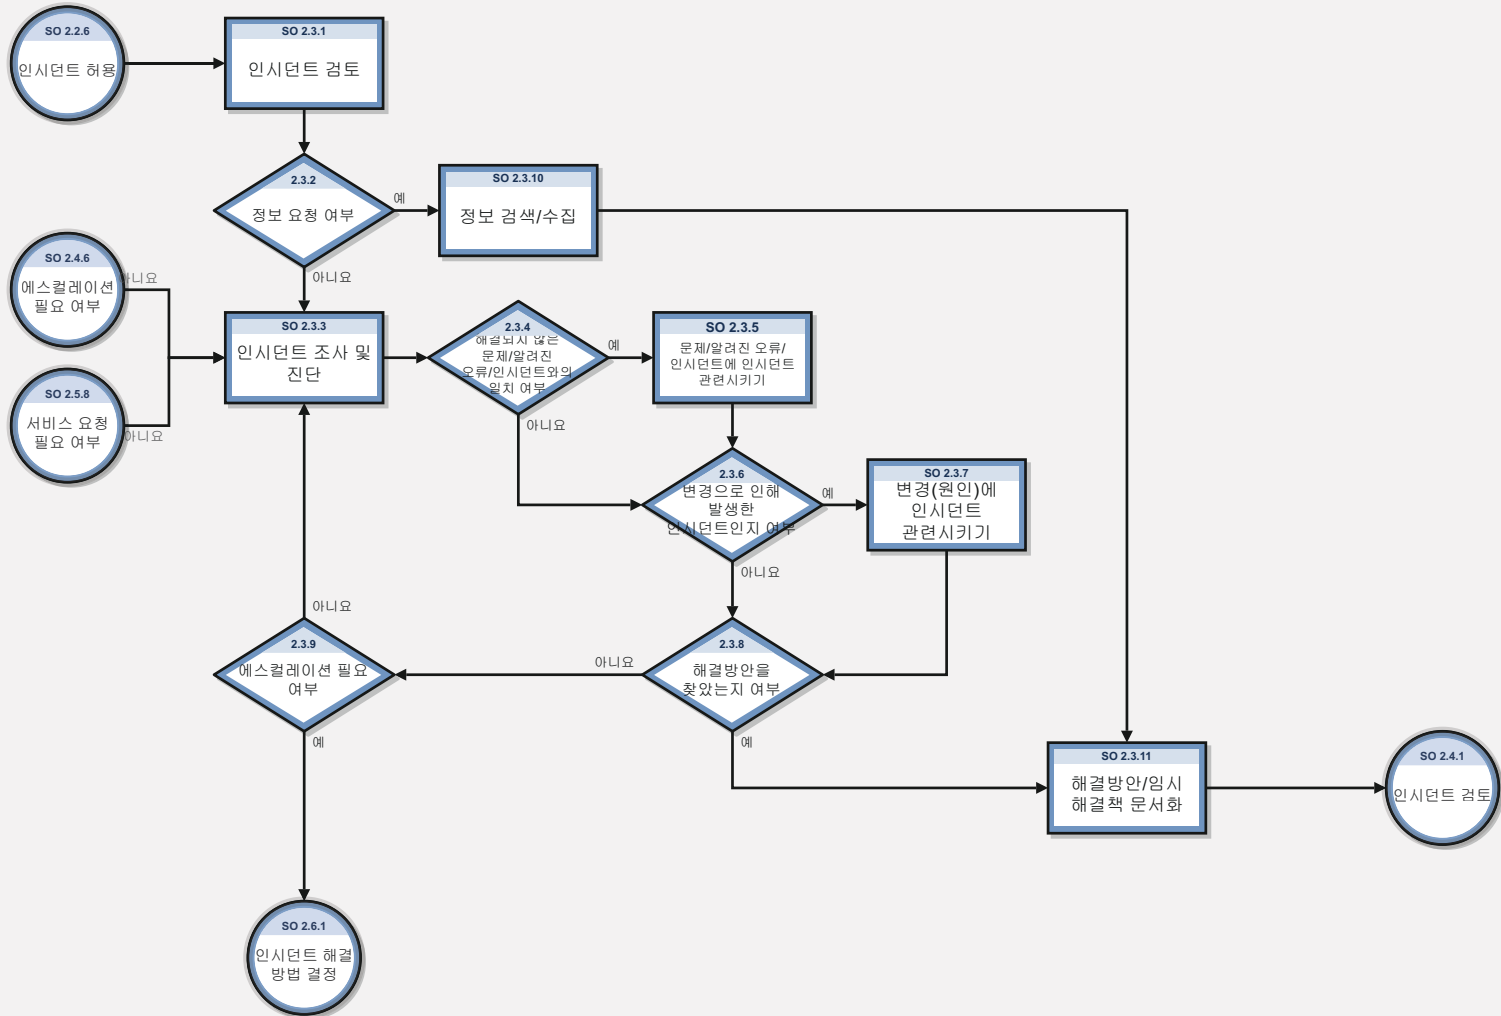 SO 2.2.6
인시던트 허용
SO 2.3.1
인시던트 검토
2.3.2
정보 요청 여부
예
아니요
SO 2.3.10
정보 검색/수집
SO 2.4.6
에스컬레이션
필요 여부
아니요
SO 2.5.8
서비스 요청
필요 여부
아니요
SO 2.3.3
인시던트 조사 및
진단
2.3.4
해결되지 않은
문제/알려진
오류/인시던트와의
일치 여부
예
아니요
SO 2.3.5
문제/알려진 오류/
인시던트에 인시던트
관련시키기
2.3.6
변경으로 인해
발생한
인시던트인지 여부
예
아니요
SO 2.3.7
변경(원인)에
인시던트
관련시키기
2.3.8
해결방안을
찾았는지 여부
아니요
예
2.3.9
에스컬레이션 필요
여부
아니요
예
SO 2.3.11
해결방안/임시
해결책 문서화
SO 2.4.1
인시던트 검토
SO 2.6.1
인시던트 해결
방법 결정